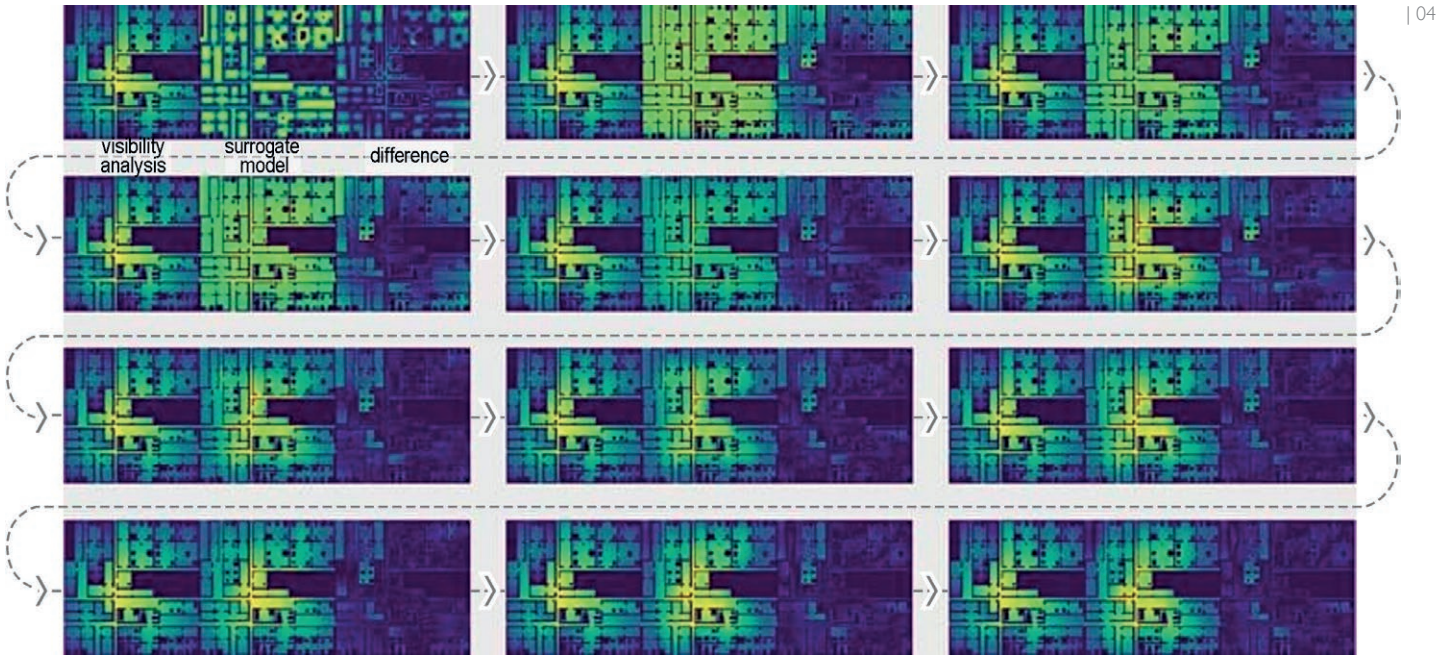 | 04
visibility
analysis
surrogate
model
difference